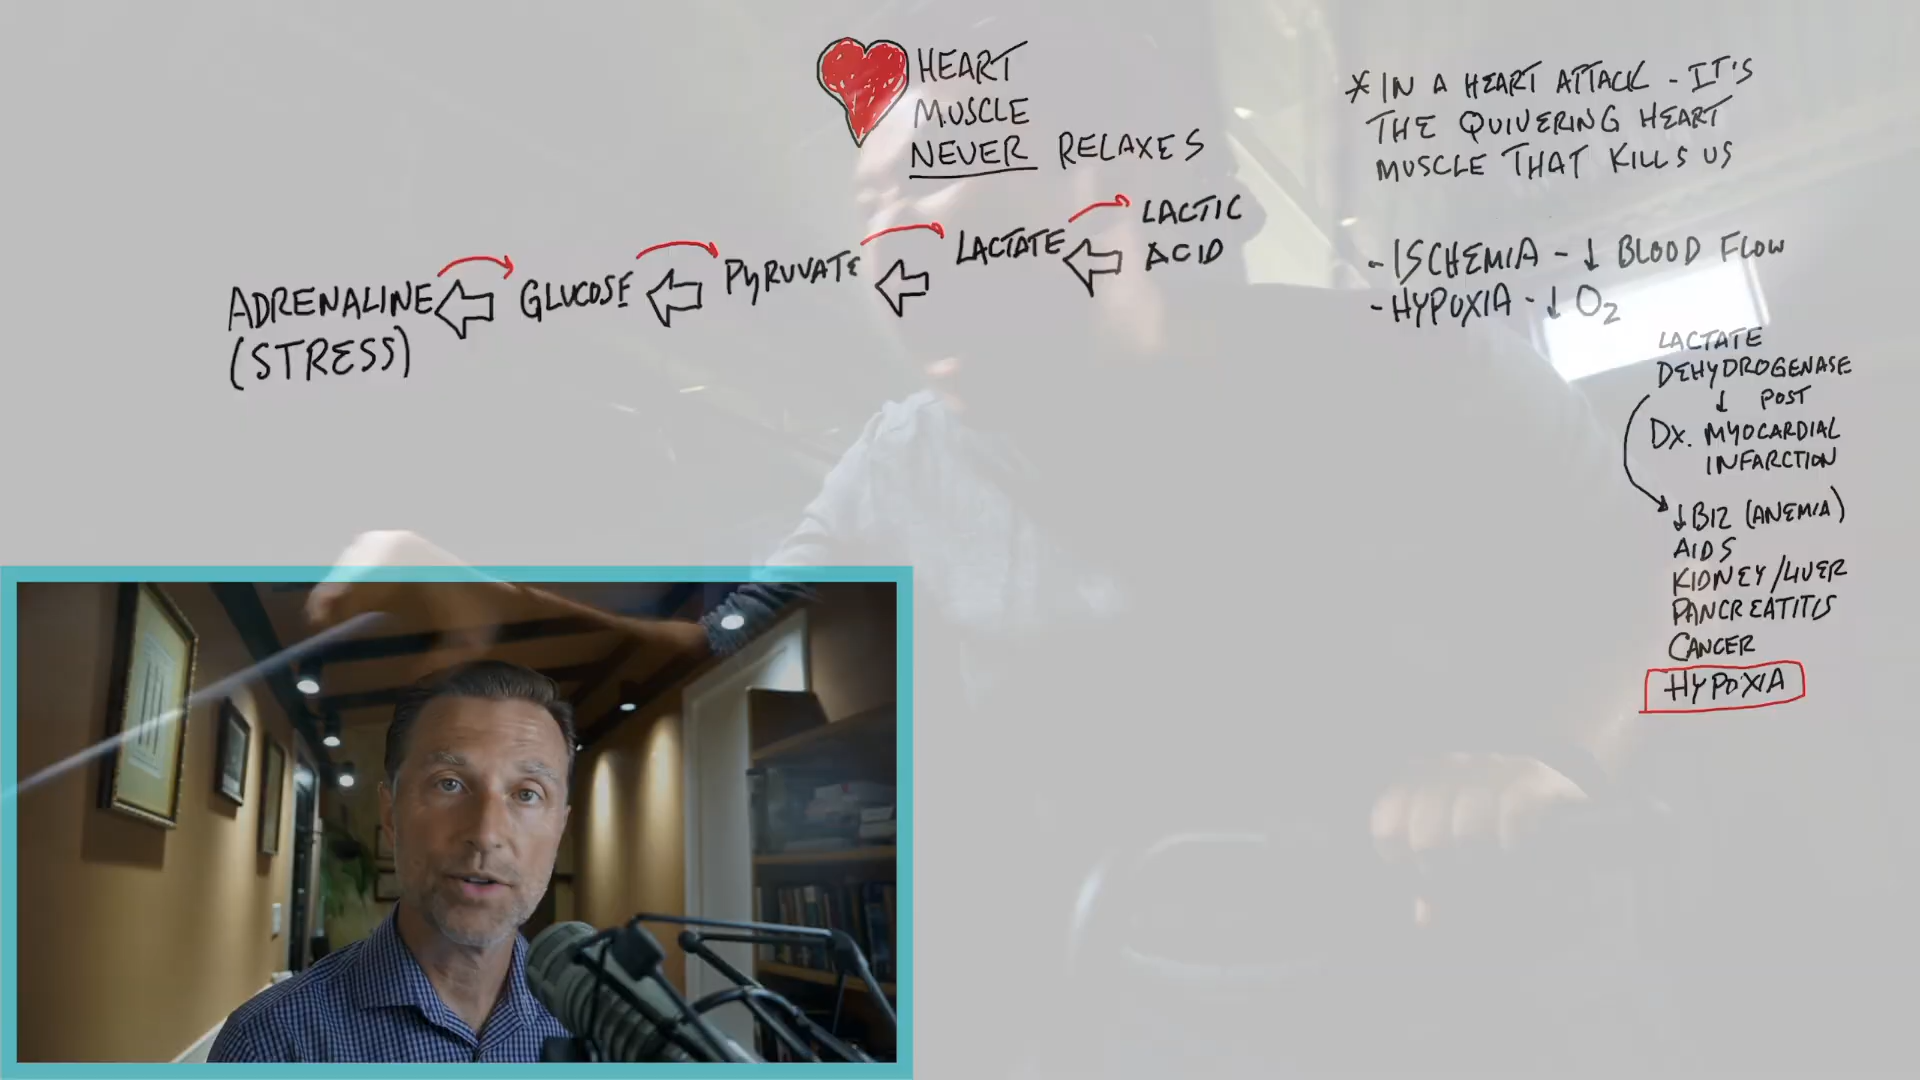 HEART
MUSCLE
NEVER RELAXES
ADRENALINE
(STRESS)
GLUCOSE
PYRUVATE
LACTATE
LACTIC
ACID
* IN A HEART ATTACK - IT'S
THE QUIVERING HEART
MUSCLE THAT KILLS US
- ISCHEMIA - ↓ BLOOD FLOW
- HYPOXIA - ↓ O₂
LACTATE
DEHYDROGENASE
↓ POST
DX. MYOCARDIAL
INFARCTION
↓ B12 (ANEMIA)
AIDS
KIDNEY/LIVER
PANCREATITIS
CANCER
HYPOXIA